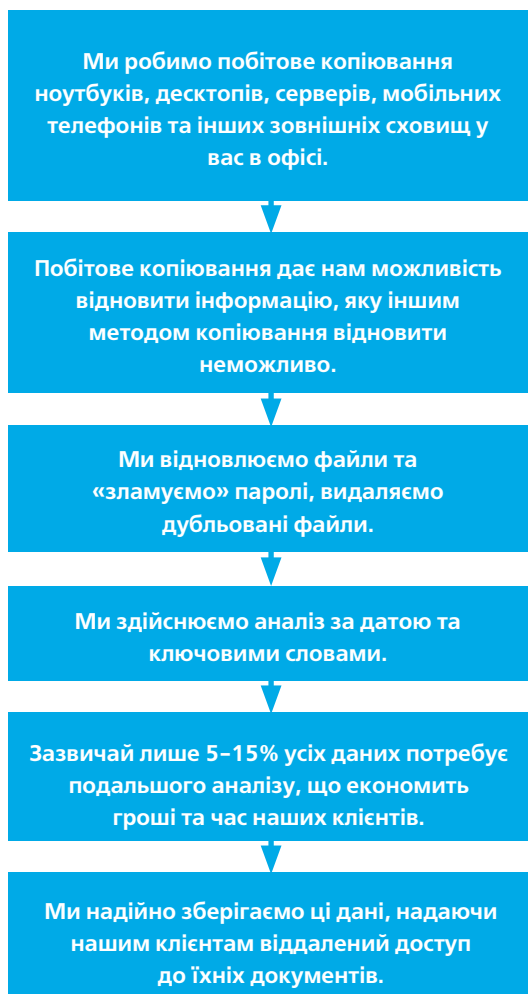 Ми робимо побітове копіювання
ноутбуків, десктопів, серверів, мобільних
телефонів та інших зовнішніх сховищ у
вас в офісі.
Побітове копіювання дає нам можливість
відновити інформацію, яку іншим
методом копіювання відновити
неможливо.
Ми відновлюємо файли та
«зламуємо» паролі, видаляємо
дубльовані файли.
Ми здійснюємо аналіз за датою та
ключовими словами.
Зазвичай лише 5–15% усіх даних потребує
подальшого аналізу, що економить
гроші та час наших клієнтів.
Ми надійно зберігаємо ці дані, надаючи
нашим клієнтам віддалений доступ
до їхніх документів.